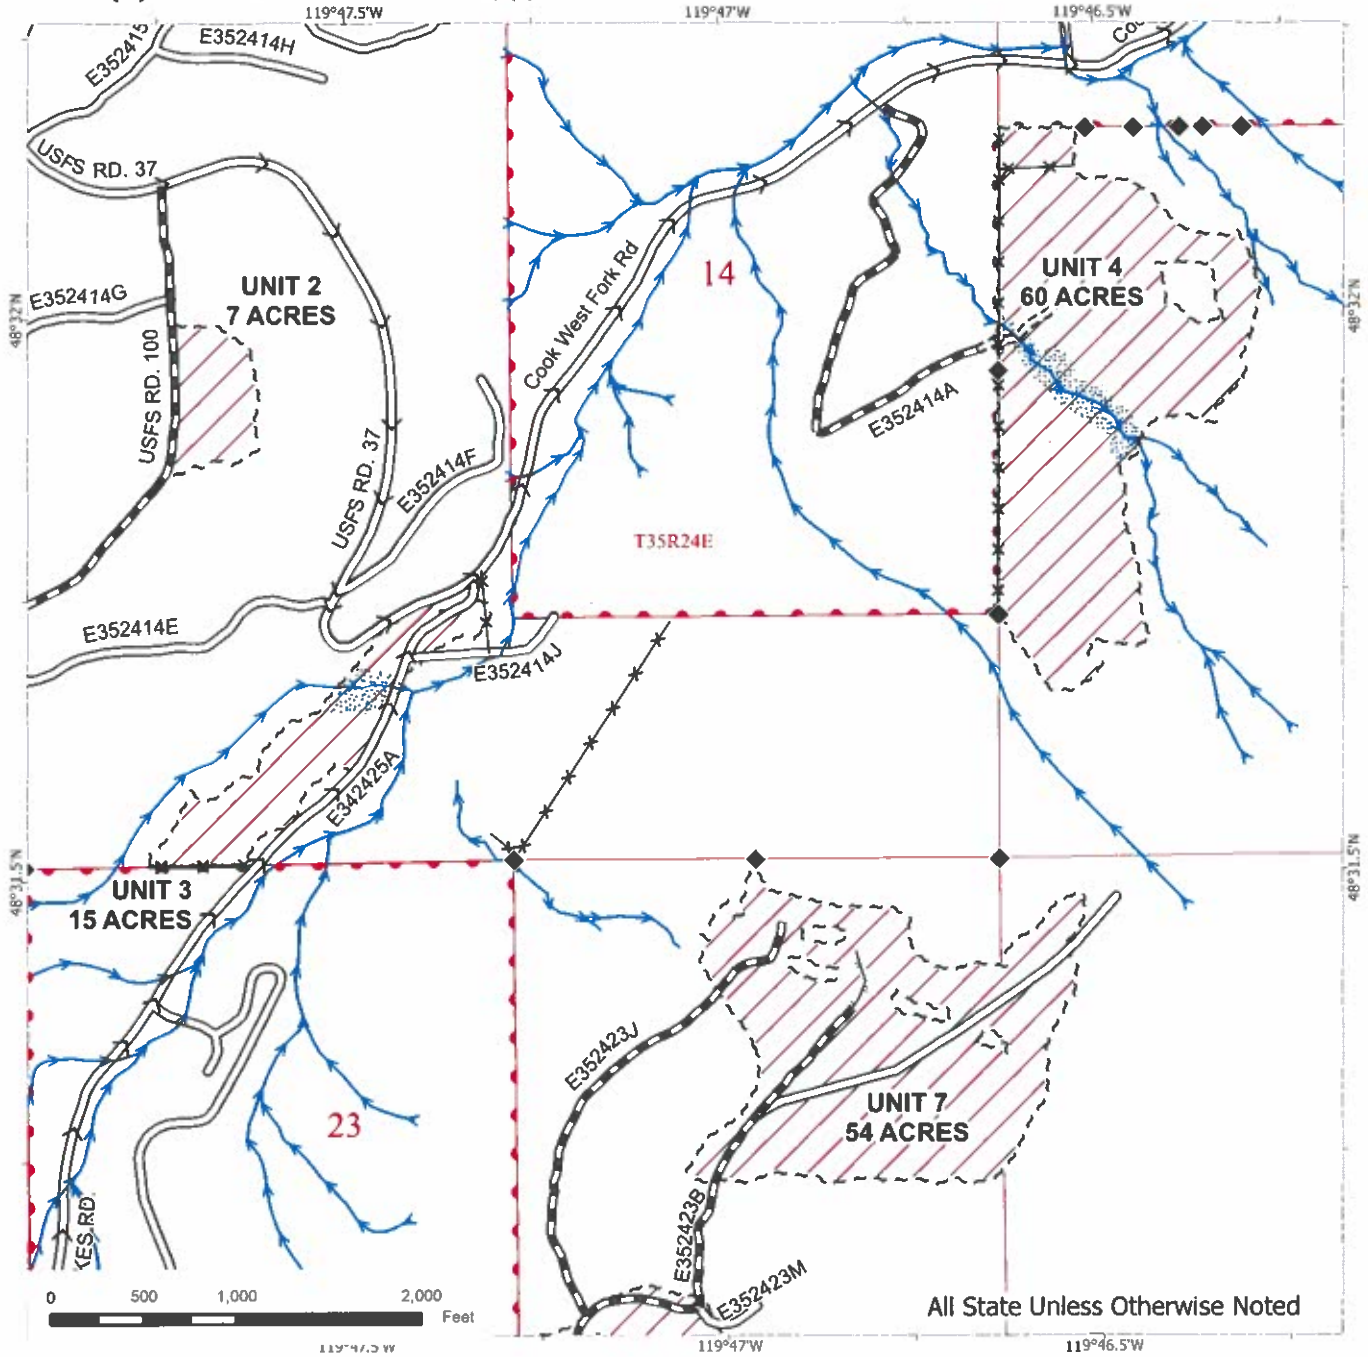 119°47.5'W
119°47'W
119°46.5'W
E352415
E352414H
USFS RD. 37
UNIT 2
7 ACRES
E352414G
USFS RD. 100
USFS RD. 37
E352414F
Cook West Fork Rd
14
UNIT 4
60 ACRES
48°32'N
48°32'N
E352414A
T35R24E
E352414E
E352414J
E342425A
48°31.5'N
48°31.5'N
UNIT 3
15 ACRES
E352423J
23
UNIT 7
54 ACRES
E352423B
E352423M
0 500 1,000 2,000
Feet
All State Unless Otherwise Noted
119°47.5'W
119°47'W
119°46.5'W